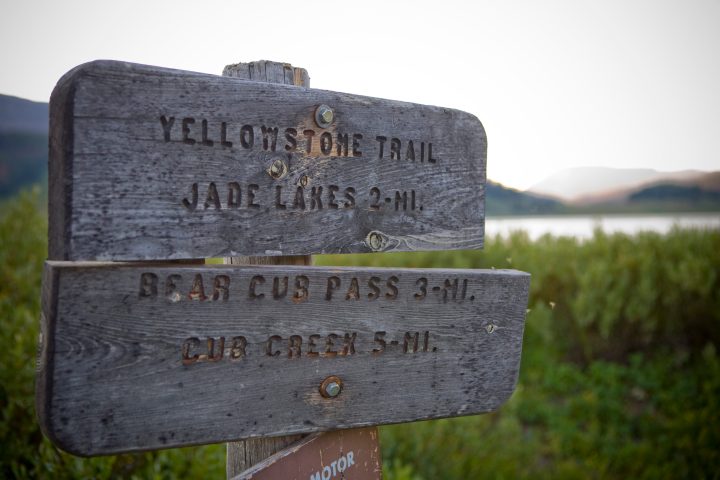 YELLOWSTONE TRAIL
JADE LAKES 2-MI.
BEAR CUB PASS 3-MI.
CUB CREEK 5-MI.
MOTOR